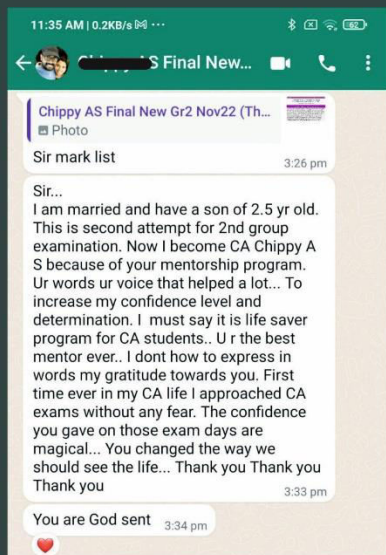 11:35 AM | 0.2KB/s
62
S Final New...
Chippy AS Final New Gr2 Nov22 (Th...
Photo
Sir mark list
3:26 pm
Sir...
I am married and have a son of 2.5 yr old.
This is second attempt for 2nd group
examination. Now I become CA Chippy A
S because of your mentorship program.
Ur words ur voice that helped a lot... To
increase my confidence level and
determination. I must say it is life saver
program for CA students.. U r the best
mentor ever.. I dont how to express in
words my gratitude towards you. First
time ever in my CA life I approached CA
exams without any fear. The confidence
you gave on those exam days are
magical... You changed the way we
should see the life... Thank you Thank you
Thank you
3:33 pm
You are God sent 3:34 pm